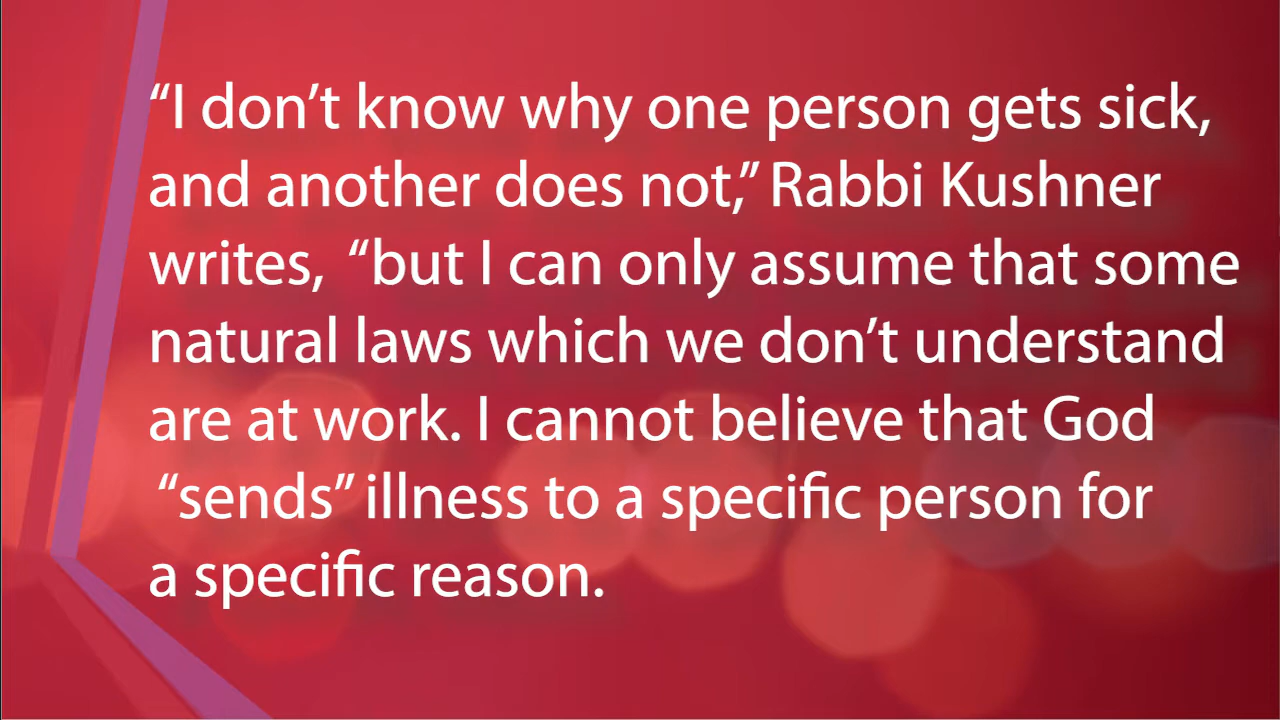 “I don’t know why one person gets sick,
and another does not,” Rabbi Kushner
writes, “but I can only assume that some
natural laws which we don’t understand
are at work. I cannot believe that God
“sends” illness to a specific person for
a specific reason.